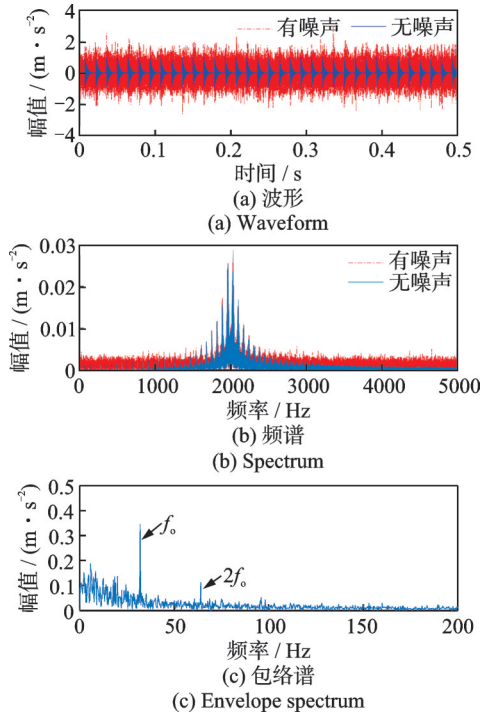 有噪声 无噪声
幅值 / (m·s⁻²)
4
2
0
−2
−4
0 0.1 0.2 0.3 0.4 0.5
时间 / s
(a) 波形
(a) Waveform
有噪声
无噪声
幅值 / (m·s⁻²)
0.03
0.02
0.01
0
0 1000 2000 3000 4000 5000
频率 / Hz
(b) 频谱
(b) Spectrum
幅值 / (m·s⁻²)
0.5
0.4
0.3
0.2
0.1
0
fₒ
2fₒ
0 50 100 150 200
频率 / Hz
(c) 包络谱
(c) Envelope spectrum